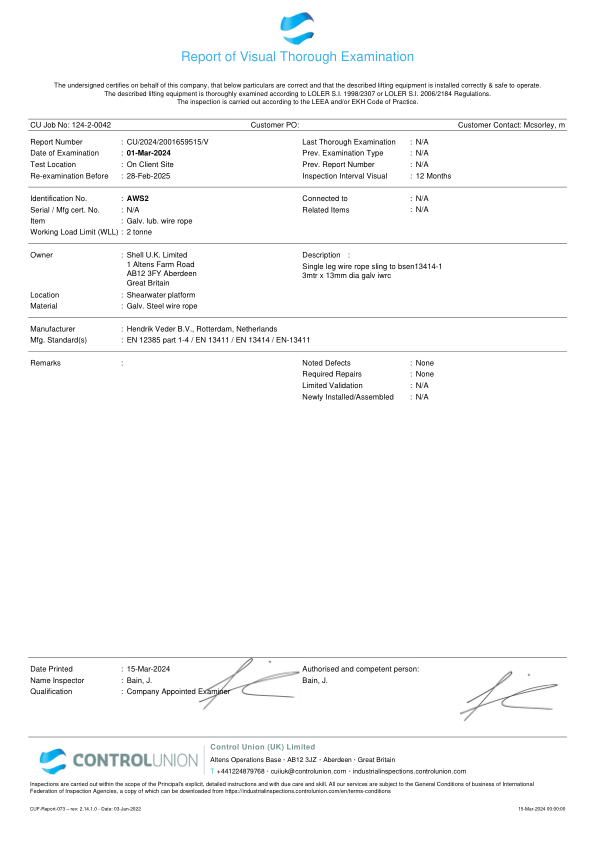 Report of Visual Thorough Examination
The undersigned certifies on behalf of this company, that below particulars are correct and that the described lifting equipment is installed correctly & safe to operate.
The described lifting equipment is thoroughly examined according to LOLER S.I. 1998/2307 or LOLER S.I. 2006/2184 Regulations.
The inspection is carried out according to the LEEA and/or EKH Code of Practice.
CU Job No: 124-2-0042 Customer PO: Customer Contact: Mcsorley, m
Report Number : CU/2024/2001659515/V Last Thorough Examination : N/A
Date of Examination : 01-Mar-2024 Prev. Examination Type : N/A
Test Location : On Client Site Prev. Report Number : N/A
Re-examination Before : 28-Feb-2025 Inspection Interval Visual : 12 Months
Identification No. : AWS2 Connected to : N/A
Serial / Mfg cert. No. : N/A Related Items : N/A
Item : Galv. lub. wire rope
Working Load Limit (WLL) : 2 tonne
Owner : Shell U.K. Limited Description :
1 Altens Farm Road Single leg wire rope sling to bsen13414-1
AB12 3FY Aberdeen 3mtr x 13mm dia galv iwrc
Great Britain
Location : Shearwater platform
Material : Galv. Steel wire rope
Manufacturer : Hendrik Veder B.V., Rotterdam, Netherlands
Mfg. Standard(s) : EN 12385 part 1-4 / EN 13411 / EN 13414 / EN-13411
Remarks : Noted Defects : None
Required Repairs : None
Limited Validation : N/A
Newly Installed/Assembled : N/A
Date Printed : 15-Mar-2024 Authorised and competent person:
Name Inspector : Bain, J. Bain, J.
Qualification : Company Appointed Examiner
CONTROLUNION
Control Union (UK) Limited
Altens Operations Base - AB12 3JZ - Aberdeen - Great Britain
T +441224879768 - cuiiuk@controlunion.com - industrialinspections.controlunion.com
Inspections are carried out within the scope of the Principal's explicit, detailed instructions and with due care and skill. All our services are subject to the General Conditions of business of International
Federation of Inspection Agencies, a copy of which can be downloaded from https://industrialinspections.controlunion.com/en/terms-conditions
CUF-Report-073 – rev: 2.14.1.0 - Date: 03-Jun-2022 15-Mar-2024 00:00:00